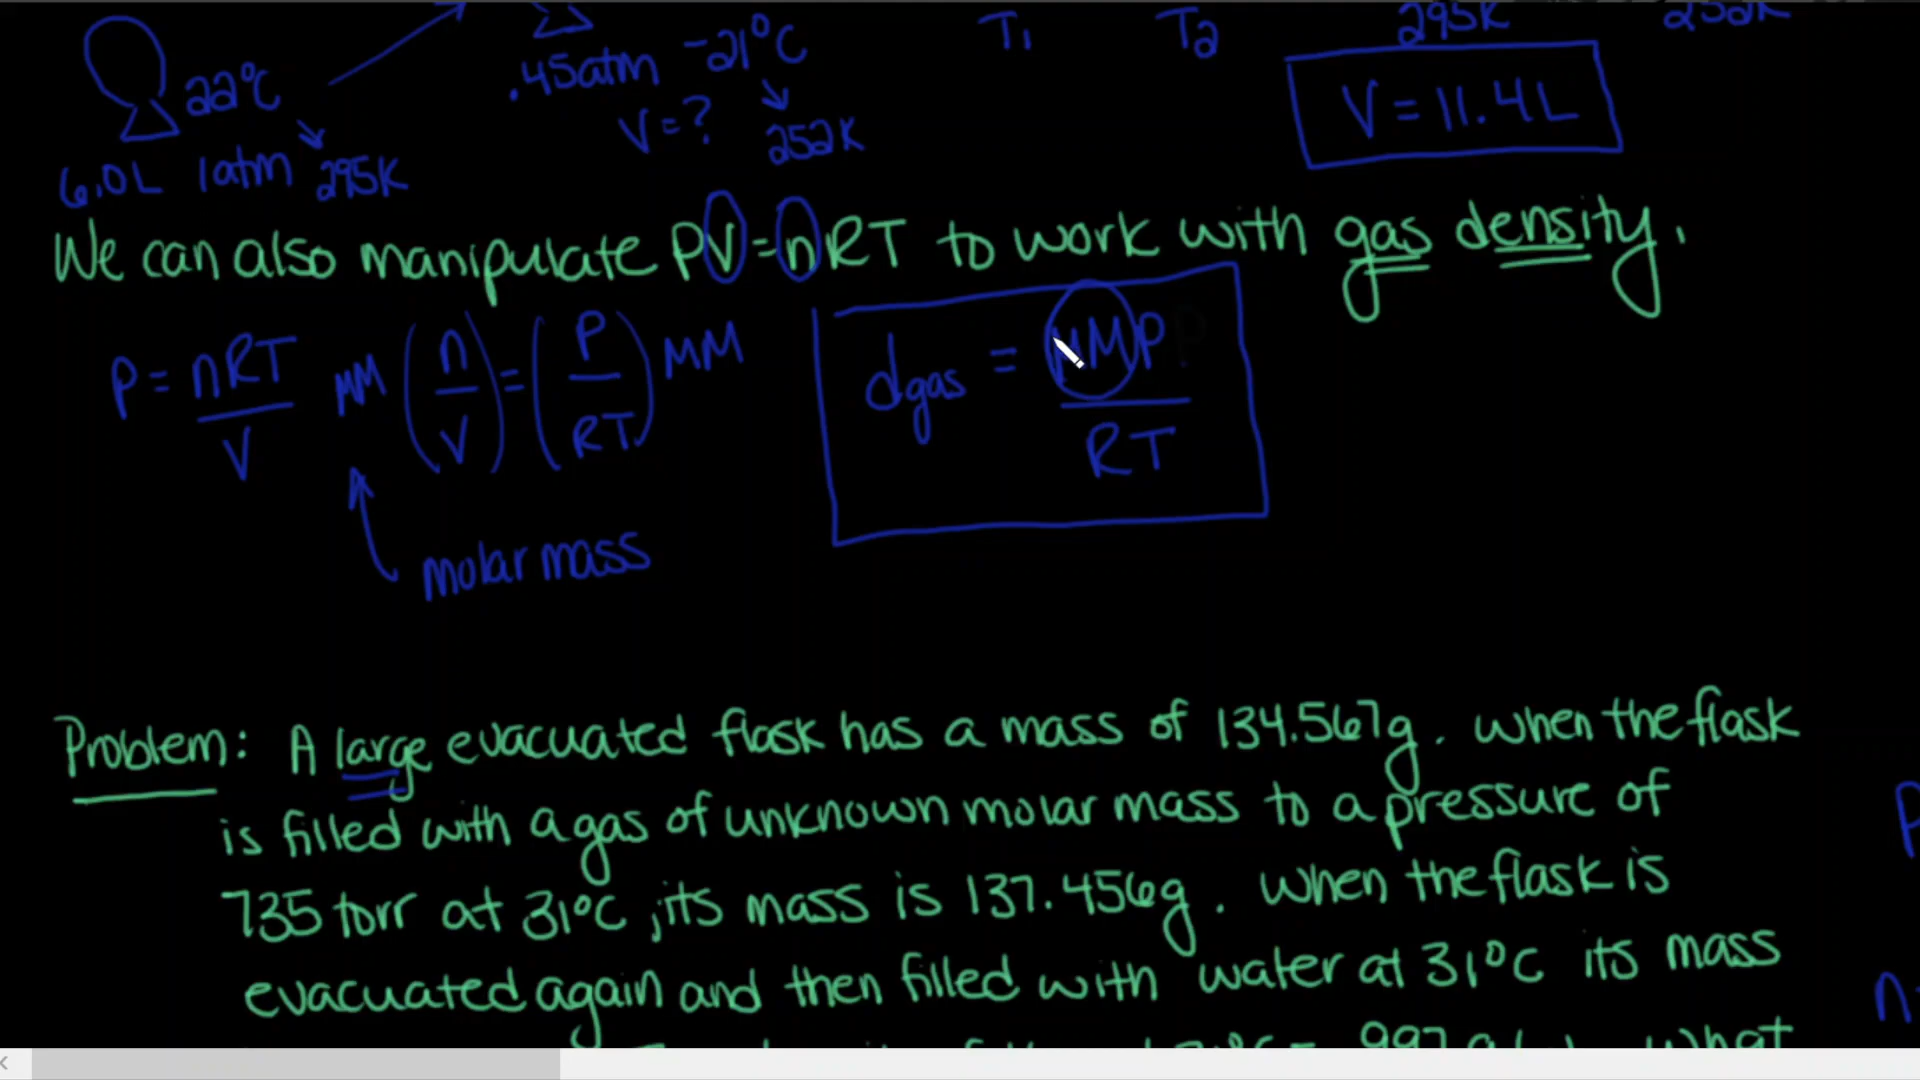 T1 T2 295K 252K
22°C .45atm -21°C V = 11.4L
V = ? 252K
6.0L 1atm 295K
We can also manipulate PV = nRT to work with gas density.
P = nRT/V MM (n/V) = (P/RT) MM dgas = MMP/RT
molar mass
Problem: A large evacuated flask has a mass of 134.567g. When the flask
is filled with a gas of unknown molar mass to a pressure of
735 torr at 31°C, its mass is 137.456g. When the flask is
evacuated again and then filled with water at 31°C its mass
997 What